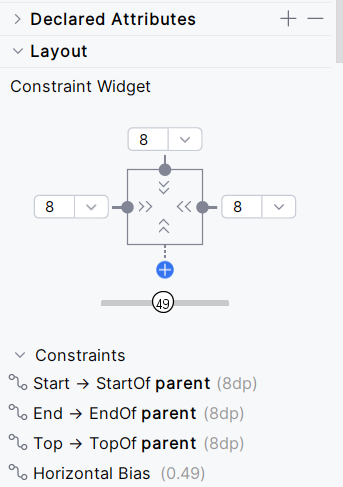 Declared Attributes
Layout
Constraint Widget
8
8
8
49
Constraints
Start → StartOf parent (8dp)
End → EndOf parent (8dp)
Top → TopOf parent (8dp)
Horizontal Bias (0.49)